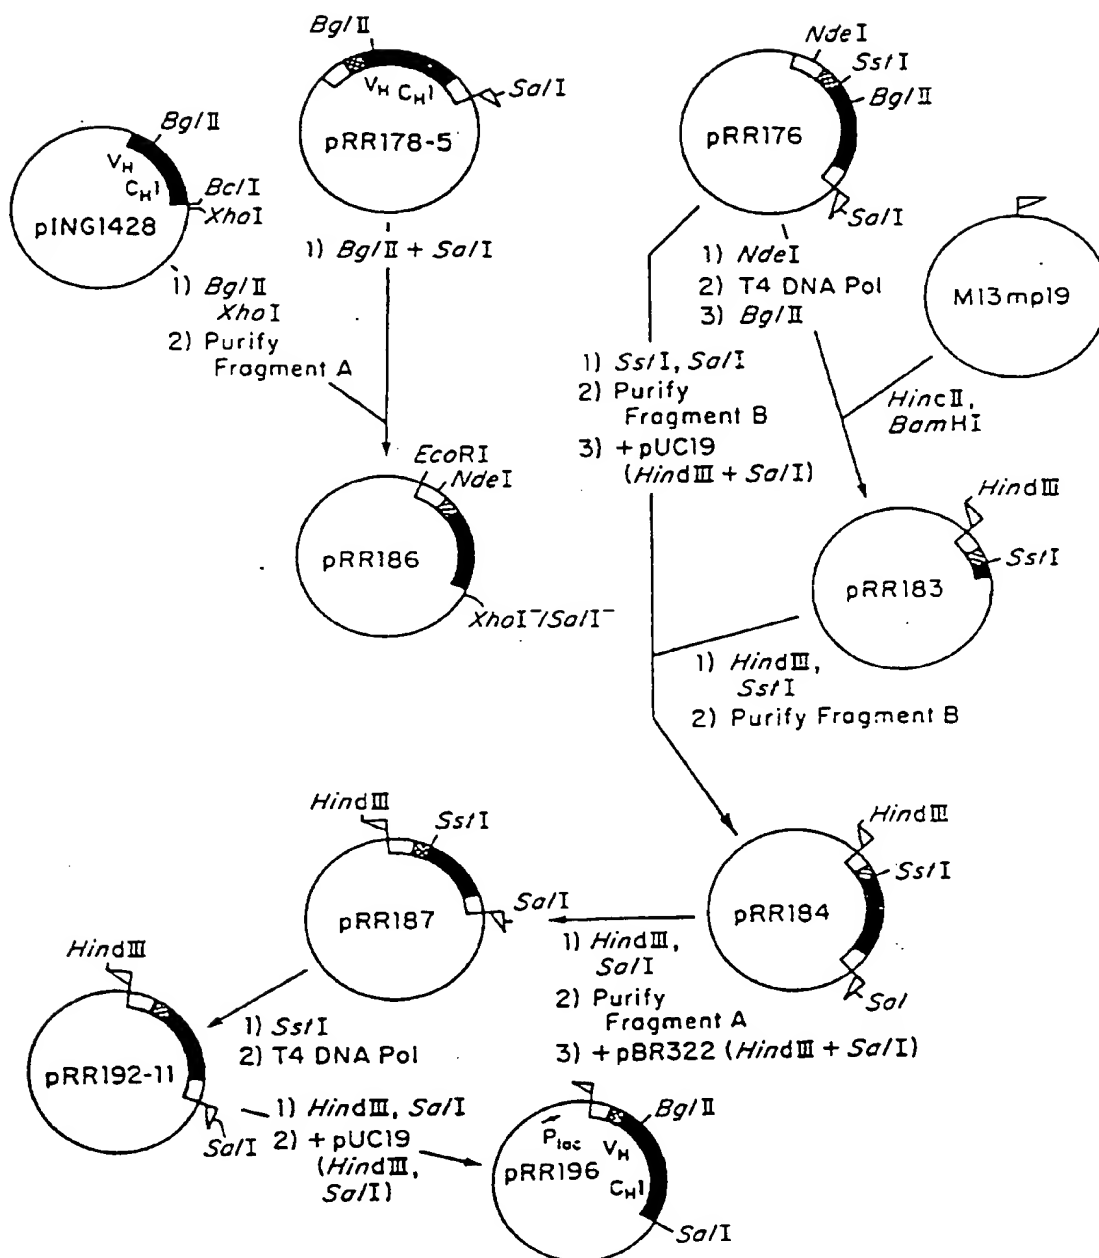 BglII
VH CH1
SalI
pRR178-5
BglII
VH
CH1
BclI
XhoI
pING1428
1) BglII
XhoI
2) Purify
Fragment A
1) BglII + SalI
EcoRI
NdeI
pRR186
XhoI⁻/SalI⁻
NdeI
SstI
BglII
pRR176
SalI
1) NdeI
2) T4 DNA Pol
3) BglII
M13mp19
HincII,
BamHI
1) SstI, SalI
2) Purify
Fragment B
3) +pUC19
(HindIII + SalI)
HindIII
SstI
pRR183
1) HindIII,
SstI
2) Purify Fragment B
HindIII
SstI
pRR184
Sal
1) HindIII,
SalI
2) Purify
Fragment A
3) +pBR322 (HindIII + SalI)
HindIII
SstI
pRR187
SalI
1) SstI
2) T4 DNA Pol
HindIII
pRR192-11
SalI
1) HindIII, SalI
2) +pUC19
(HindIII,
SalI)
BglII
Plac
VH
CH1
pRR196
SalI